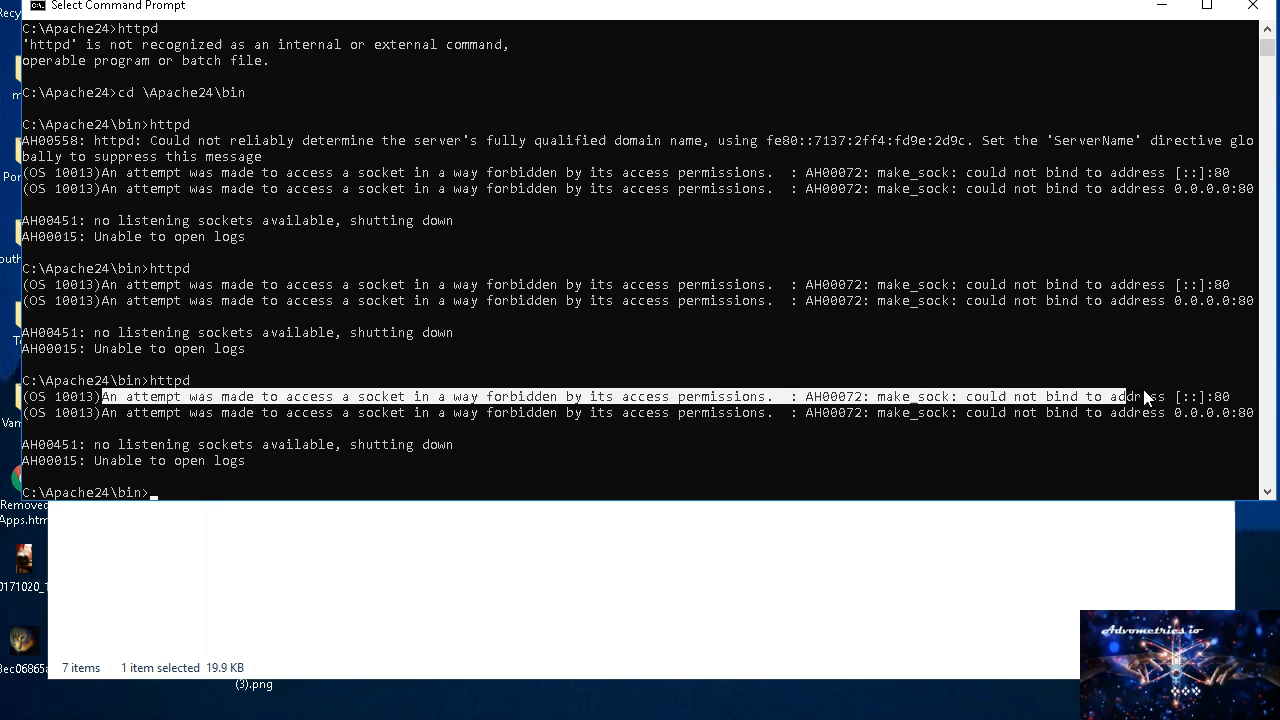 Select Command Prompt
C:\Apache24>httpd
'httpd' is not recognized as an internal or external command,
operable program or batch file.
C:\Apache24>cd \Apache24\bin
C:\Apache24\bin>httpd
AH00558: httpd: Could not reliably determine the server's fully qualified domain name, using fe80::7137:2ff4:fd9e:2d9c. Set the 'ServerName' directive glo
bally to suppress this message
(OS 10013)An attempt was made to access a socket in a way forbidden by its access permissions.  : AH00072: make_sock: could not bind to address [::]:80
(OS 10013)An attempt was made to access a socket in a way forbidden by its access permissions.  : AH00072: make_sock: could not bind to address 0.0.0.0:80
AH00451: no listening sockets available, shutting down
AH00015: Unable to open logs
C:\Apache24\bin>httpd
(OS 10013)An attempt was made to access a socket in a way forbidden by its access permissions.  : AH00072: make_sock: could not bind to address [::]:80
(OS 10013)An attempt was made to access a socket in a way forbidden by its access permissions.  : AH00072: make_sock: could not bind to address 0.0.0.0:80
AH00451: no listening sockets available, shutting down
AH00015: Unable to open logs
C:\Apache24\bin>httpd
(OS 10013)An attempt was made to access a socket in a way forbidden by its access permissions.  : AH00072: make_sock: could not bind to address [::]:80
(OS 10013)An attempt was made to access a socket in a way forbidden by its access permissions.  : AH00072: make_sock: could not bind to address 0.0.0.0:80
AH00451: no listening sockets available, shutting down
AH00015: Unable to open logs
C:\Apache24\bin>
Recy
Por
outh
Vam
Removed
Apps.htm
0171020_1
3ec06865a
7 items 1 item selected 19.9 KB
(3).png
Advometrics io